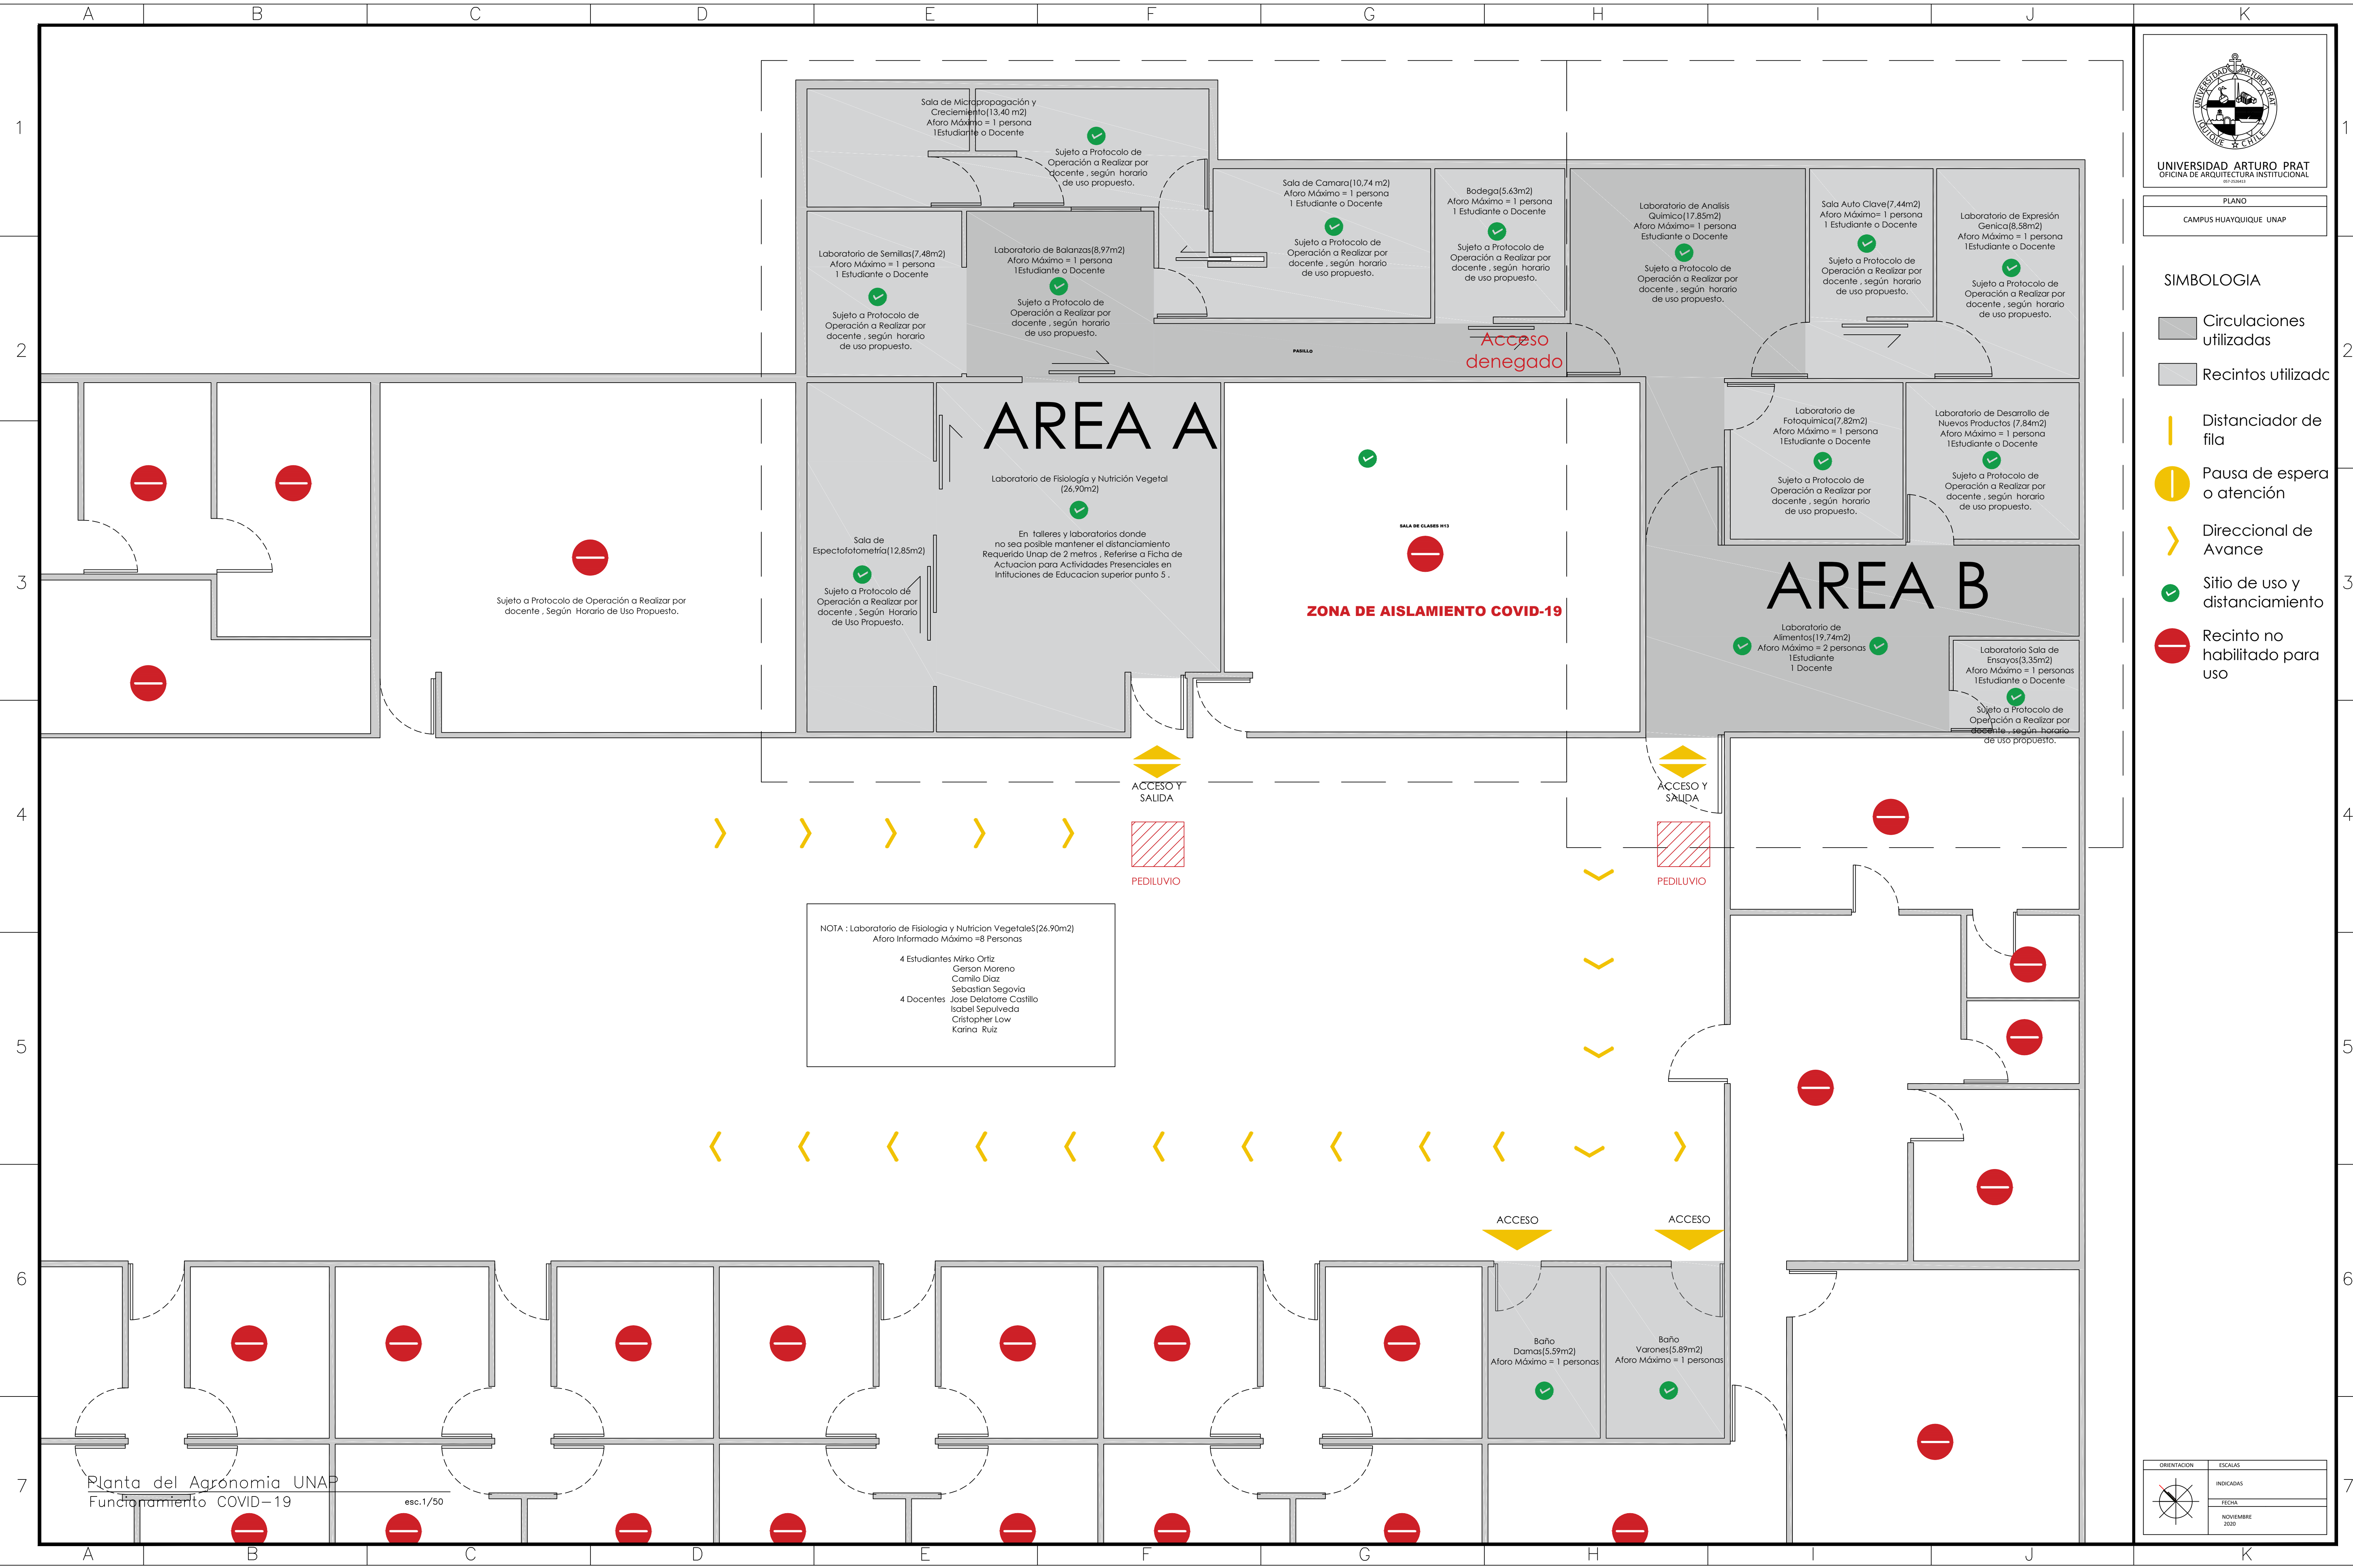 A B C D E F G H I J K
1
2
3
4
5
6
7
1
2
3
4
5
6
7
Sala de Micropropagación y
Creciemiento(13,40 m2)
Aforo Máximo = 1 persona
1Estudiante o Docente
Sujeto a Protocolo de
Operación a Realizar por
docente , según horario
de uso propuesto.
Sala de Camara(10,74 m2)
Aforo Máximo = 1 persona
1 Estudiante o Docente
Sujeto a Protocolo de
Operación a Realizar por
docente , según horario
de uso propuesto.
Bodega(5.63m2)
Aforo Máximo = 1 persona
1 Estudiante o Docente
Sujeto a Protocolo de
Operación a Realizar por
docente , según horario
de uso propuesto.
Laboratorio de Analisis
Quimico(17.85m2)
Aforo Máximo= 1 persona
Estudiante o Docente
Sujeto a Protocolo de
Operación a Realizar por
docente , según horario
de uso propuesto.
Sala Auto Clave(7,44m2)
Aforo Máximo= 1 persona
1 Estudiante o Docente
Sujeto a Protocolo de
Operación a Realizar por
docente , según horario
de uso propuesto.
Laboratorio de Expresión
Genica(8,58m2)
Aforo Máximo = 1 persona
1Estudiante o Docente
Sujeto a Protocolo de
Operación a Realizar por
docente , según horario
de uso propuesto.
Laboratorio de Semillas(7,48m2)
Aforo Máximo = 1 persona
1 Estudiante o Docente
Sujeto a Protocolo de
Operación a Realizar por
docente , según horario
de uso propuesto.
Laboratorio de Balanzas(8,97m2)
Aforo Máximo = 1 persona
1Estudiante o Docente
Sujeto a Protocolo de
Operación a Realizar por
docente , según horario
de uso propuesto.
PASILLO
Acceso
denegado
AREA A
Laboratorio de Fisiología y Nutrición Vegetal
(26,90m2)
En talleres y laboratorios donde
no sea posible mantener el distanciamiento
Requerido Unap de 2 metros , Referirse a Ficha de
Actuacion para Actividades Presenciales en
Intituciones de Educacion superior punto 5 .
Sala de
Espectofotometría(12,85m2)
Sujeto a Protocolo de
Operación a Realizar por
docente , Según Horario
de Uso Propuesto.
Sujeto a Protocolo de Operación a Realizar por
docente , Según Horario de Uso Propuesto.
SALA DE CLASES H13
ZONA DE AISLAMIENTO COVID-19
Laboratorio de
Fotoquimica(7,82m2)
Aforo Máximo = 1 persona
1Estudiante o Docente
Sujeto a Protocolo de
Operación a Realizar por
docente , según horario
de uso propuesto.
Laboratorio de Desarrollo de
Nuevos Productos (7,84m2)
Aforo Máximo = 1 persona
1Estudiante o Docente
Sujeto a Protocolo de
Operación a Realizar por
docente , según horario
de uso propuesto.
AREA B
Laboratorio de
Alimentos(19,74m2)
Aforo Máximo = 2 personas
1Estudiante
1 Docente
Laboratorio Sala de
Ensayos(3,35m2)
Aforo Máximo = 1 personas
1Estudiante o Docente
Sujeto a Protocolo de
Operación a Realizar por
docente , según horario
de uso propuesto.
ACCESO Y
SALIDA
PEDILUVIO
ACCESO Y
SALIDA
PEDILUVIO
NOTA : Laboratorio de Fisiologia y Nutricion VegetaleS(26.90m2)
Aforo Informado Máximo =8 Personas
4 Estudiantes Mirko Ortiz
Gerson Moreno
Camilo Diaz
Sebastian Segovia
4 Docentes Jose Delatorre Castillo
Isabel Sepulveda
Cristopher Low
Karina Ruiz
ACCESO
ACCESO
Baño
Damas(5.59m2)
Aforo Máximo = 1 personas
Baño
Varones(5.89m2)
Aforo Máximo = 1 personas
Planta del Agronomia UNAP
Funcionamiento COVID-19
esc.1/50
UNIVERSIDAD ARTURO PRAT
IQUIQUE CHILE
UNIVERSIDAD ARTURO PRAT
OFICINA DE ARQUITECTURA INSTITUCIONAL
PLANO
CAMPUS HUAYQUIQUE UNAP
SIMBOLOGIA
Circulaciones
utilizadas
Recintos utilizadc
Distanciador de
fila
Pausa de espera
o atención
Direccional de
Avance
Sitio de uso y
distanciamiento
Recinto no
habilitado para
uso
ORIENTACION
ESCALAS
INDICADAS
FECHA
NOVIEMBRE
2020
A B C D E F G H I J K